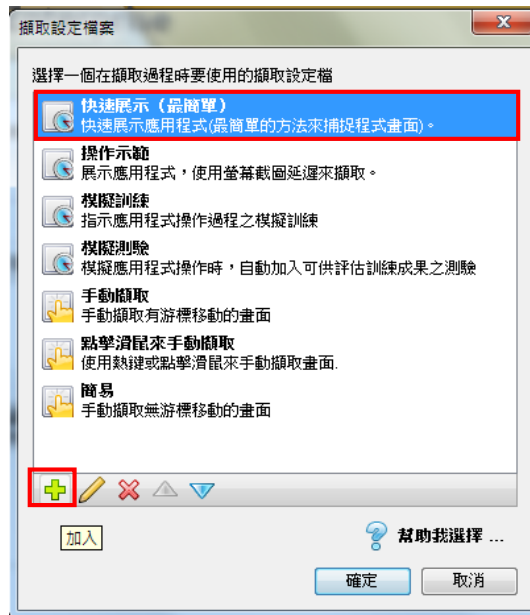 擷取設定檔案
選擇一個在擷取過程時要使用的擷取設定檔
快速展示（最簡單）
快速展示應用程式(最簡單的方法來捕捉程式畫面)。
操作示範
展示應用程式，使用螢幕截圖延遲來擷取。
模擬訓練
指示應用程式操作過程之模擬訓練
模擬測驗
模擬應用程式操作時，自動加入可供評估訓練成果之測驗
手動擷取
手動擷取有游標移動的畫面
點擊滑鼠來手動擷取
使用熱鍵或點擊滑鼠來手動擷取畫面.
簡易
手動擷取無游標移動的畫面
加入
幫助我選擇 ...
確定
取消